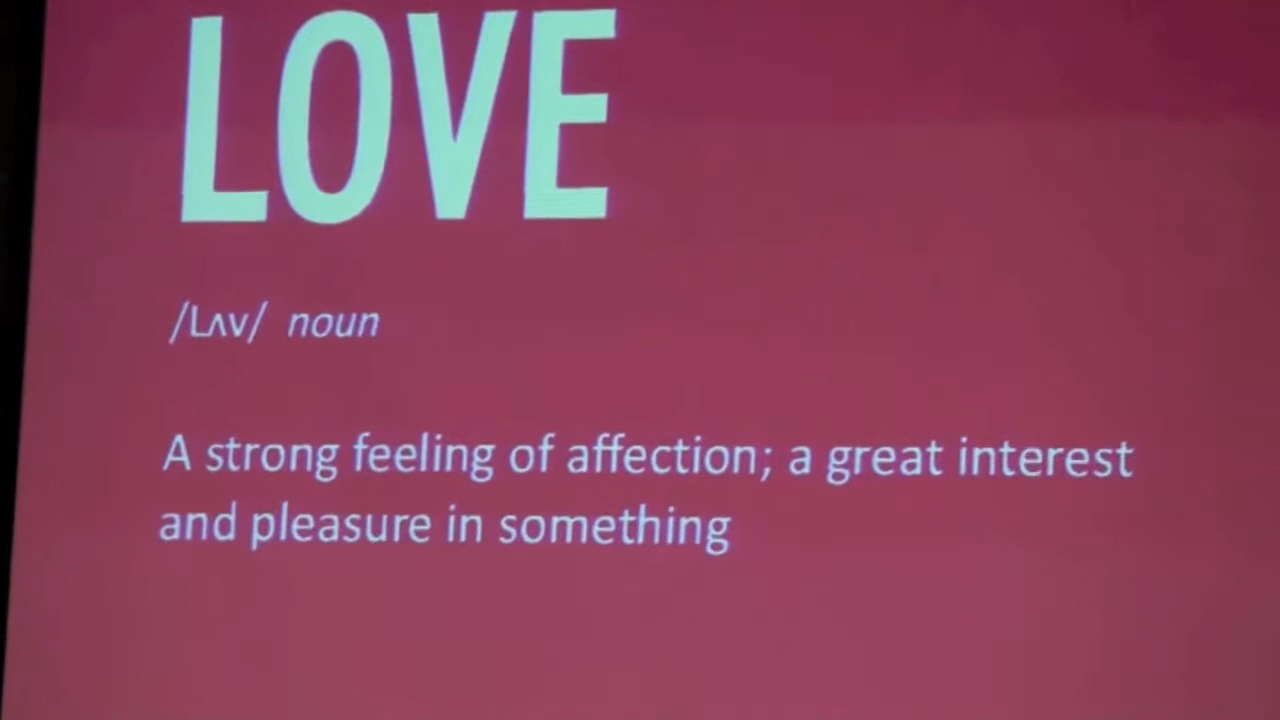 LOVE
/Lʌv/ noun
A strong feeling of affection; a great interest
and pleasure in something